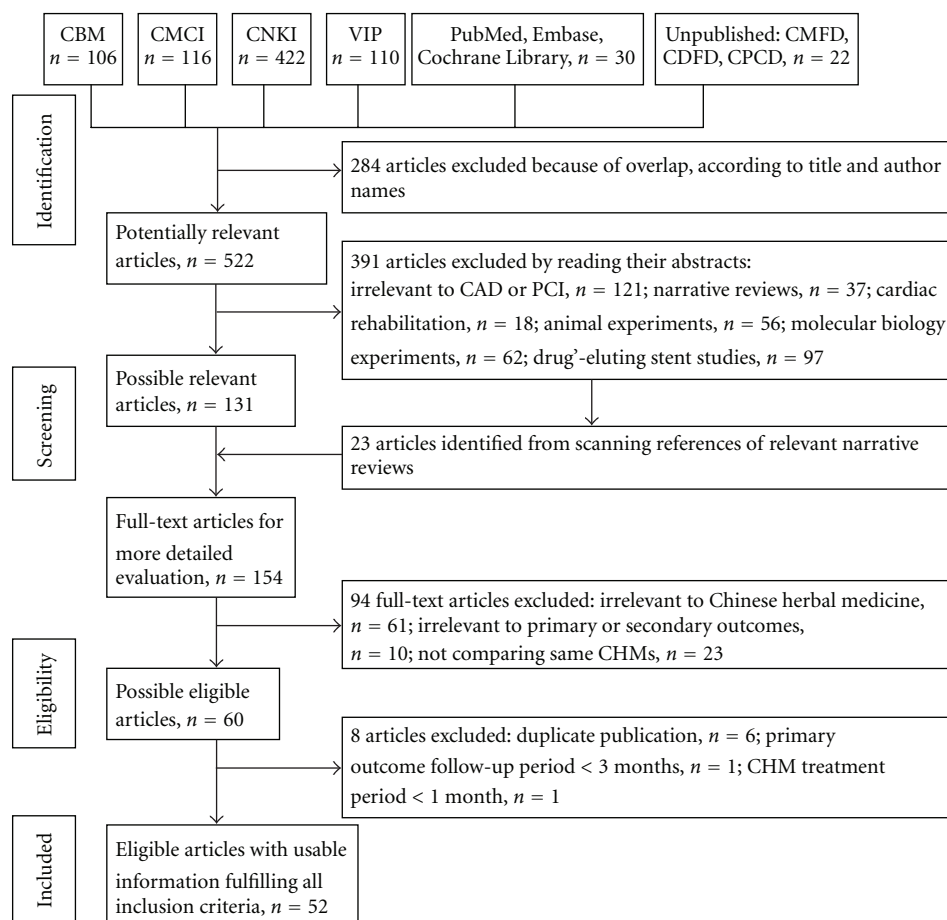 CBM
n = 106
CMCI
n = 116
CNKI
n = 422
VIP
n = 110
PubMed, Embase,
Cochrane Library, n = 30
Unpublished: CMFD,
CDFD, CPCD, n = 22
Identification
284 articles excluded because of overlap, according to title and author
names
Potentially relevant
articles, n = 522
391 articles excluded by reading their abstracts:
irrelevant to CAD or PCI, n = 121; narrative reviews, n = 37; cardiac
rehabilitation, n = 18; animal experiments, n = 56; molecular biology
experiments, n = 62; drug'-eluting stent studies, n = 97
Screening
Possible relevant
articles, n = 131
23 articles identified from scanning references of relevant narrative
reviews
Full-text articles for
more detailed
evaluation, n = 154
94 full-text articles excluded: irrelevant to Chinese herbal medicine,
n = 61; irrelevant to primary or secondary outcomes,
n = 10; not comparing same CHMs, n = 23
Eligibility
Possible eligible
articles, n = 60
8 articles excluded: duplicate publication, n = 6; primary
outcome follow-up period < 3 months, n = 1; CHM treatment
period < 1 month, n = 1
Included
Eligible articles with usable
information fulfilling all
inclusion criteria, n = 52